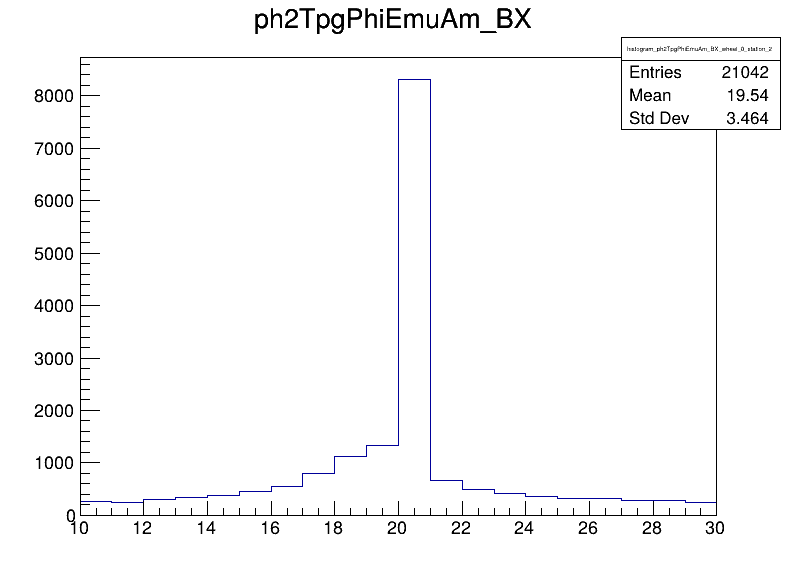 ph2TpgPhiEmuAm_BX
histogram_ph2TpgPhiEmuAm_BX_wheel_0_station_2
Entries 21042
Mean 19.54
Std Dev 3.464
8000
7000
6000
5000
4000
3000
2000
1000
0
10 12 14 16 18 20 22 24 26 28 30